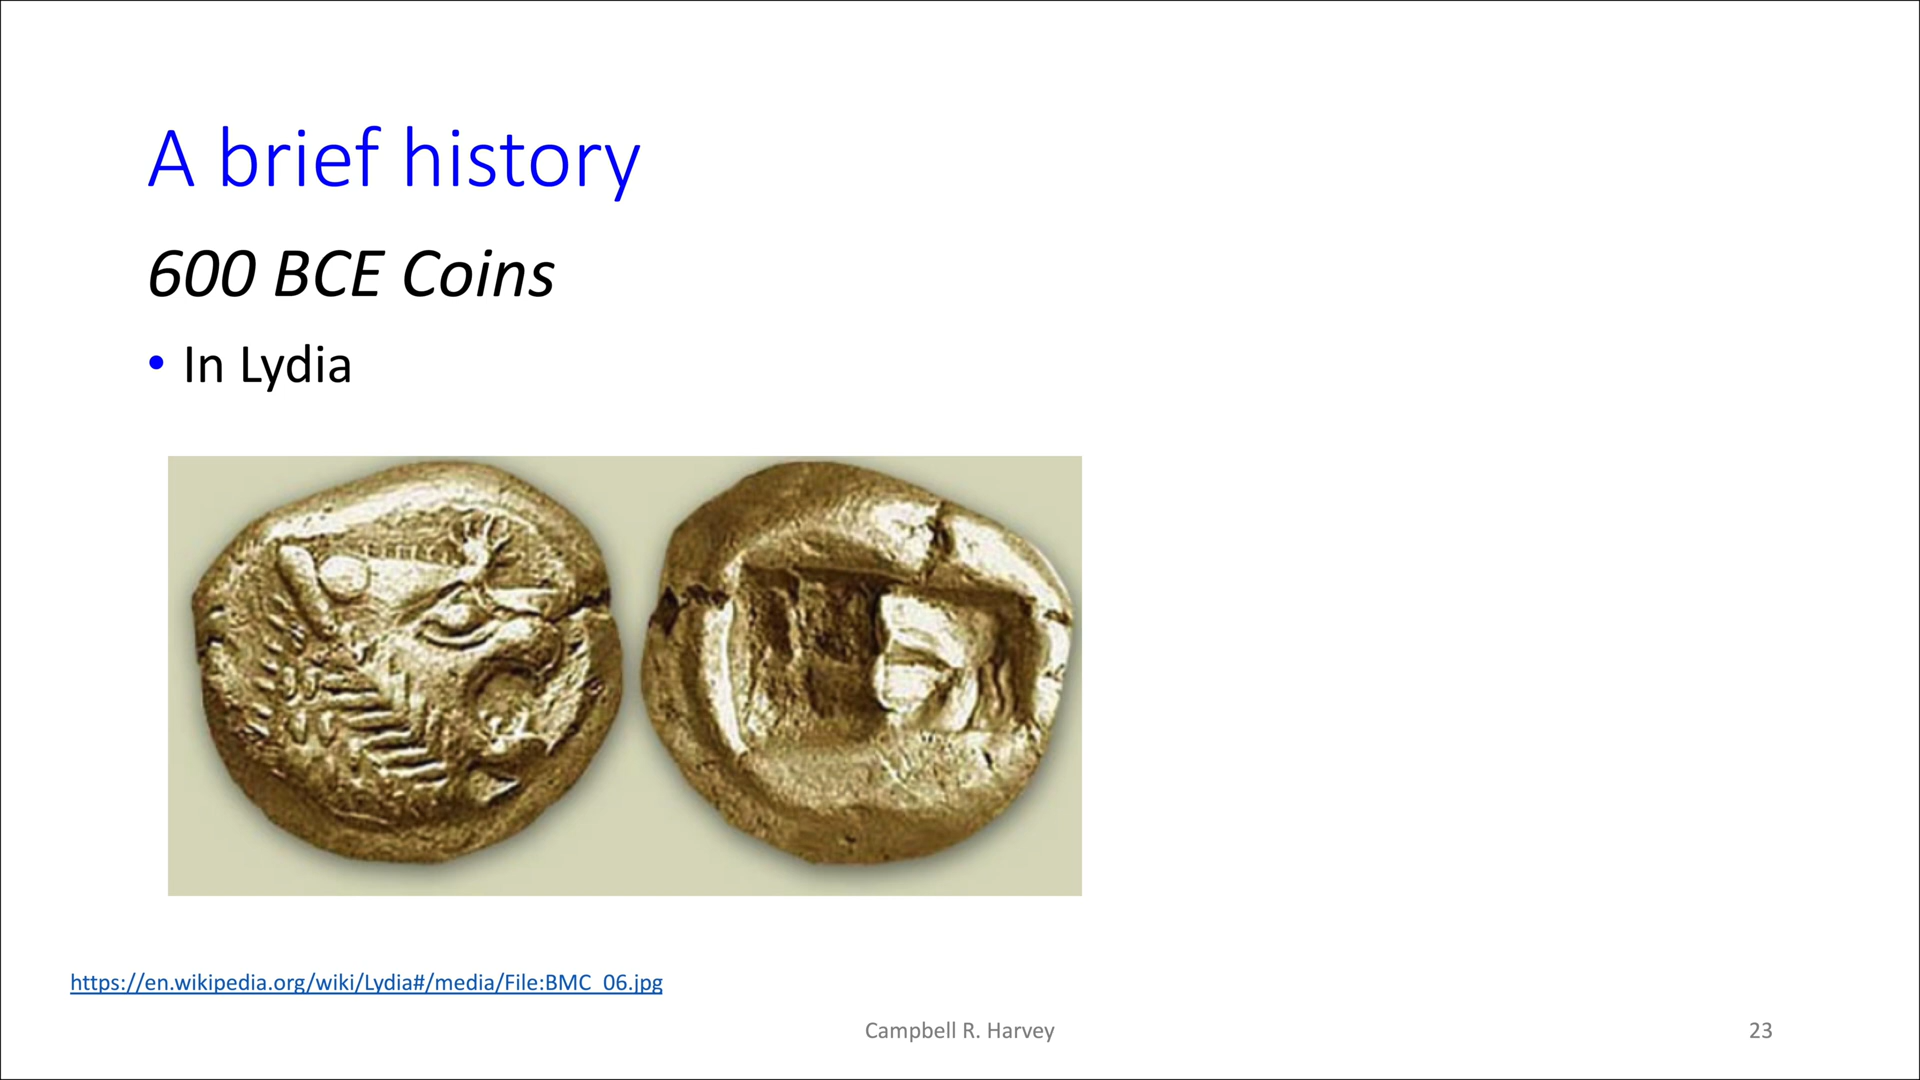 A brief history
600 BCE Coins
• In Lydia
https://en.wikipedia.org/wiki/Lydia#/media/File:BMC_06.jpg
Campbell R. Harvey
23